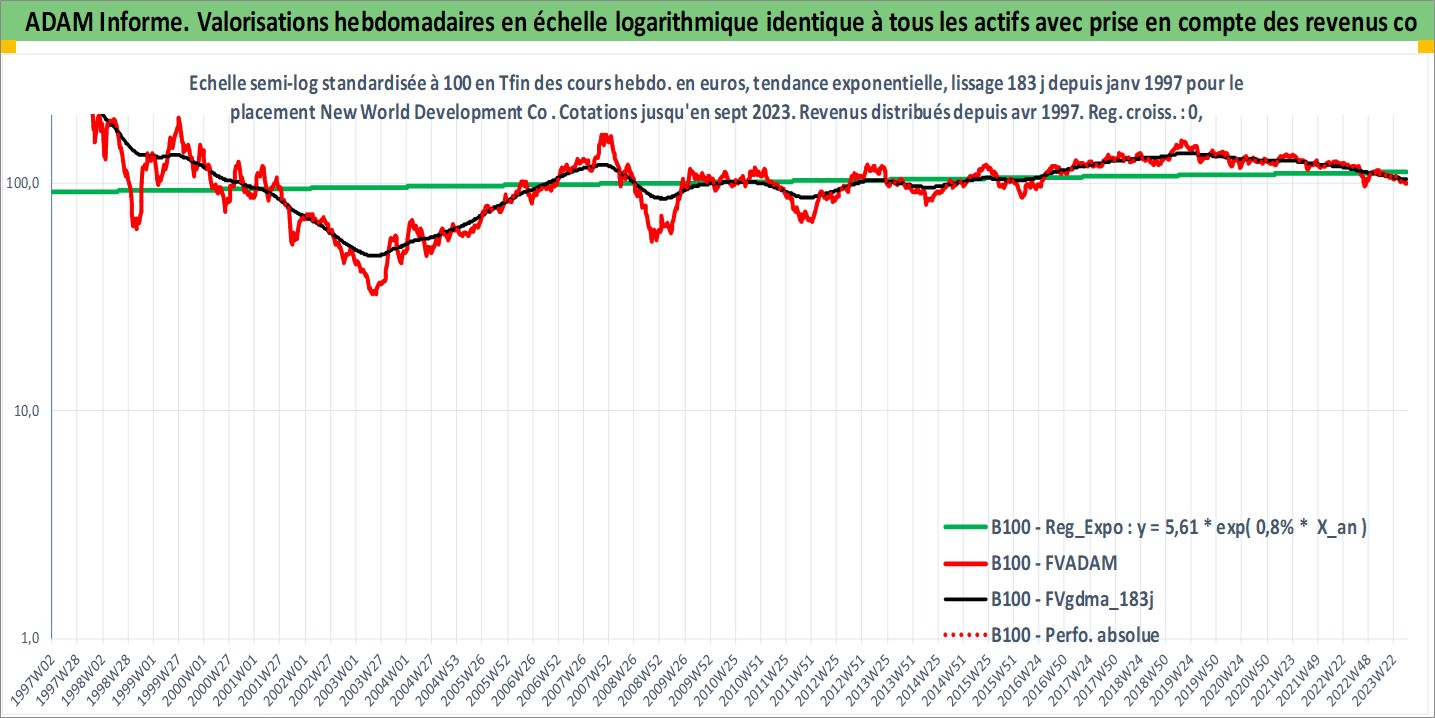 ADAM Informe. Valorisations hebdomadaires en échelle logarithmique identique à tous les actifs avec prise en compte des revenus co
Echelle semi-log standardisée à 100 en Tfin des cours hebdo. en euros, tendance exponentielle, lissage 183 j depuis janv 1997 pour le
placement New World Development Co . Cotations jusqu'en sept 2023. Revenus distribués depuis avr 1997. Reg. croiss. : 0,
100,0
10,0
1,0
B100 - Reg_Expo : y = 5,61 * exp( 0,8% * X_an )
B100 - FVADAM
B100 - FVgdma_183j
B100 - Perfo. absolue
1997W02
1997W28
1998W02
1998W28
1999W01
1999W27
2000W01
2000W27
2001W01
2001W27
2002W01
2002W27
2003W01
2003W27
2004W01
2004W27
2004W53
2005W26
2005W52
2006W26
2006W52
2007W26
2007W52
2008W26
2008W52
2009W26
2009W52
2010W25
2010W51
2011W25
2011W51
2012W25
2012W51
2013W25
2013W51
2014W25
2014W51
2015W25
2015W51
2016W24
2016W50
2017W24
2017W50
2018W24
2018W50
2019W24
2019W50
2020W24
2020W50
2021W23
2021W49
2022W22
2022W48
2023W22